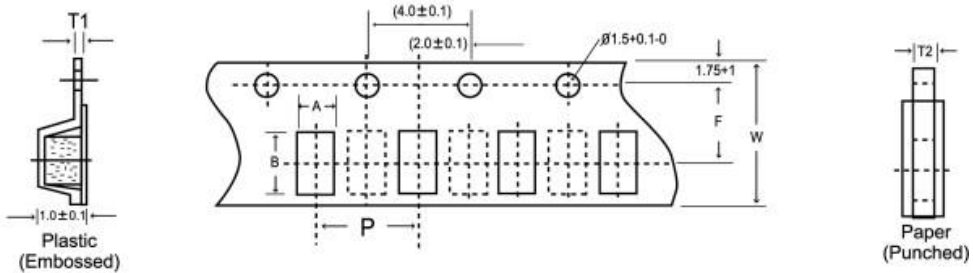 T1
(4.0±0.1)
(2.0±0.1)
Ø1.5+0.1-0
1.75+1
T2
A
F
W
B
1.0±0.1
P
Plastic
(Embossed)
Paper
(Punched)